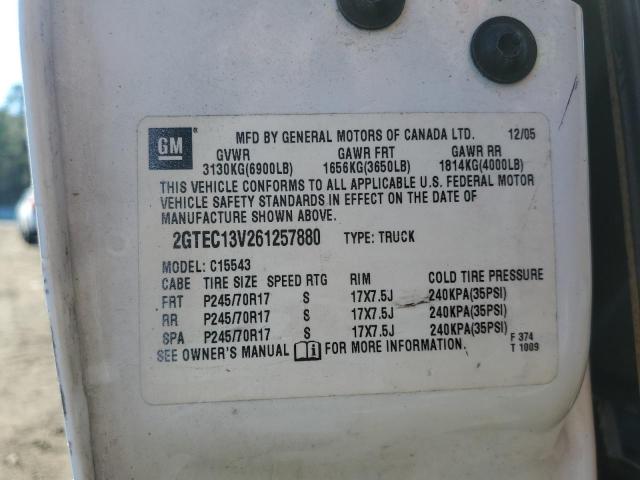 GM
MFD BY GENERAL MOTORS OF CANADA LTD. 12/05
GVWR GAWR FRT GAWR RR
3130KG(6900LB) 1656KG(3650LB) 1814KG(4000LB)
THIS VEHICLE CONFORMS TO ALL APPLICABLE U.S. FEDERAL MOTOR
VEHICLE SAFETY STANDARDS IN EFFECT ON THE DATE OF
MANUFACTURE SHOWN ABOVE.
2GTEC13V261257880 TYPE: TRUCK
MODEL: C15543
CABE TIRE SIZE SPEED RTG RIM COLD TIRE PRESSURE
FRT P245/70R17 S 17X7.5J 240KPA(35PSI)
RR P245/70R17 S 17X7.5J 240KPA(35PSI)
SPA P245/70R17 S 17X7.5J 240KPA(35PSI)
SEE OWNER'S MANUAL i FOR MORE INFORMATION.
F 374
T 1009